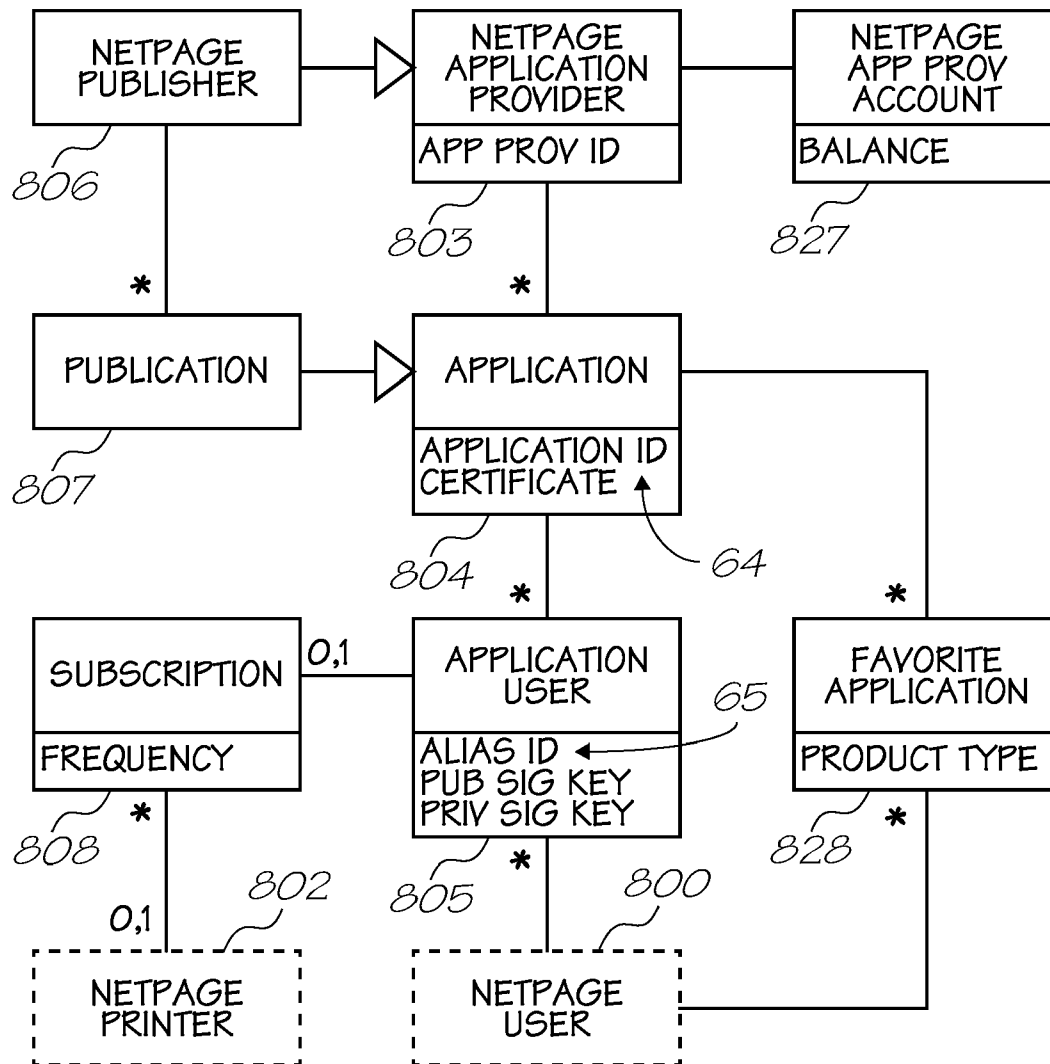 NETPAGE
PUBLISHER
806
NETPAGE
APPLICATION
PROVIDER
APP PROV ID
803
NETPAGE
APP PROV
ACCOUNT
BALANCE
827
*
*
PUBLICATION
807
APPLICATION
APPLICATION ID
CERTIFICATE
804
64
*
*
SUBSCRIPTION
FREQUENCY
808
0,1
APPLICATION
USER
ALIAS ID
PUB SIG KEY
PRIV SIG KEY
805
65
FAVORITE
APPLICATION
PRODUCT TYPE
828
*
*
*
0,1
802
800
NETPAGE
PRINTER
NETPAGE
USER